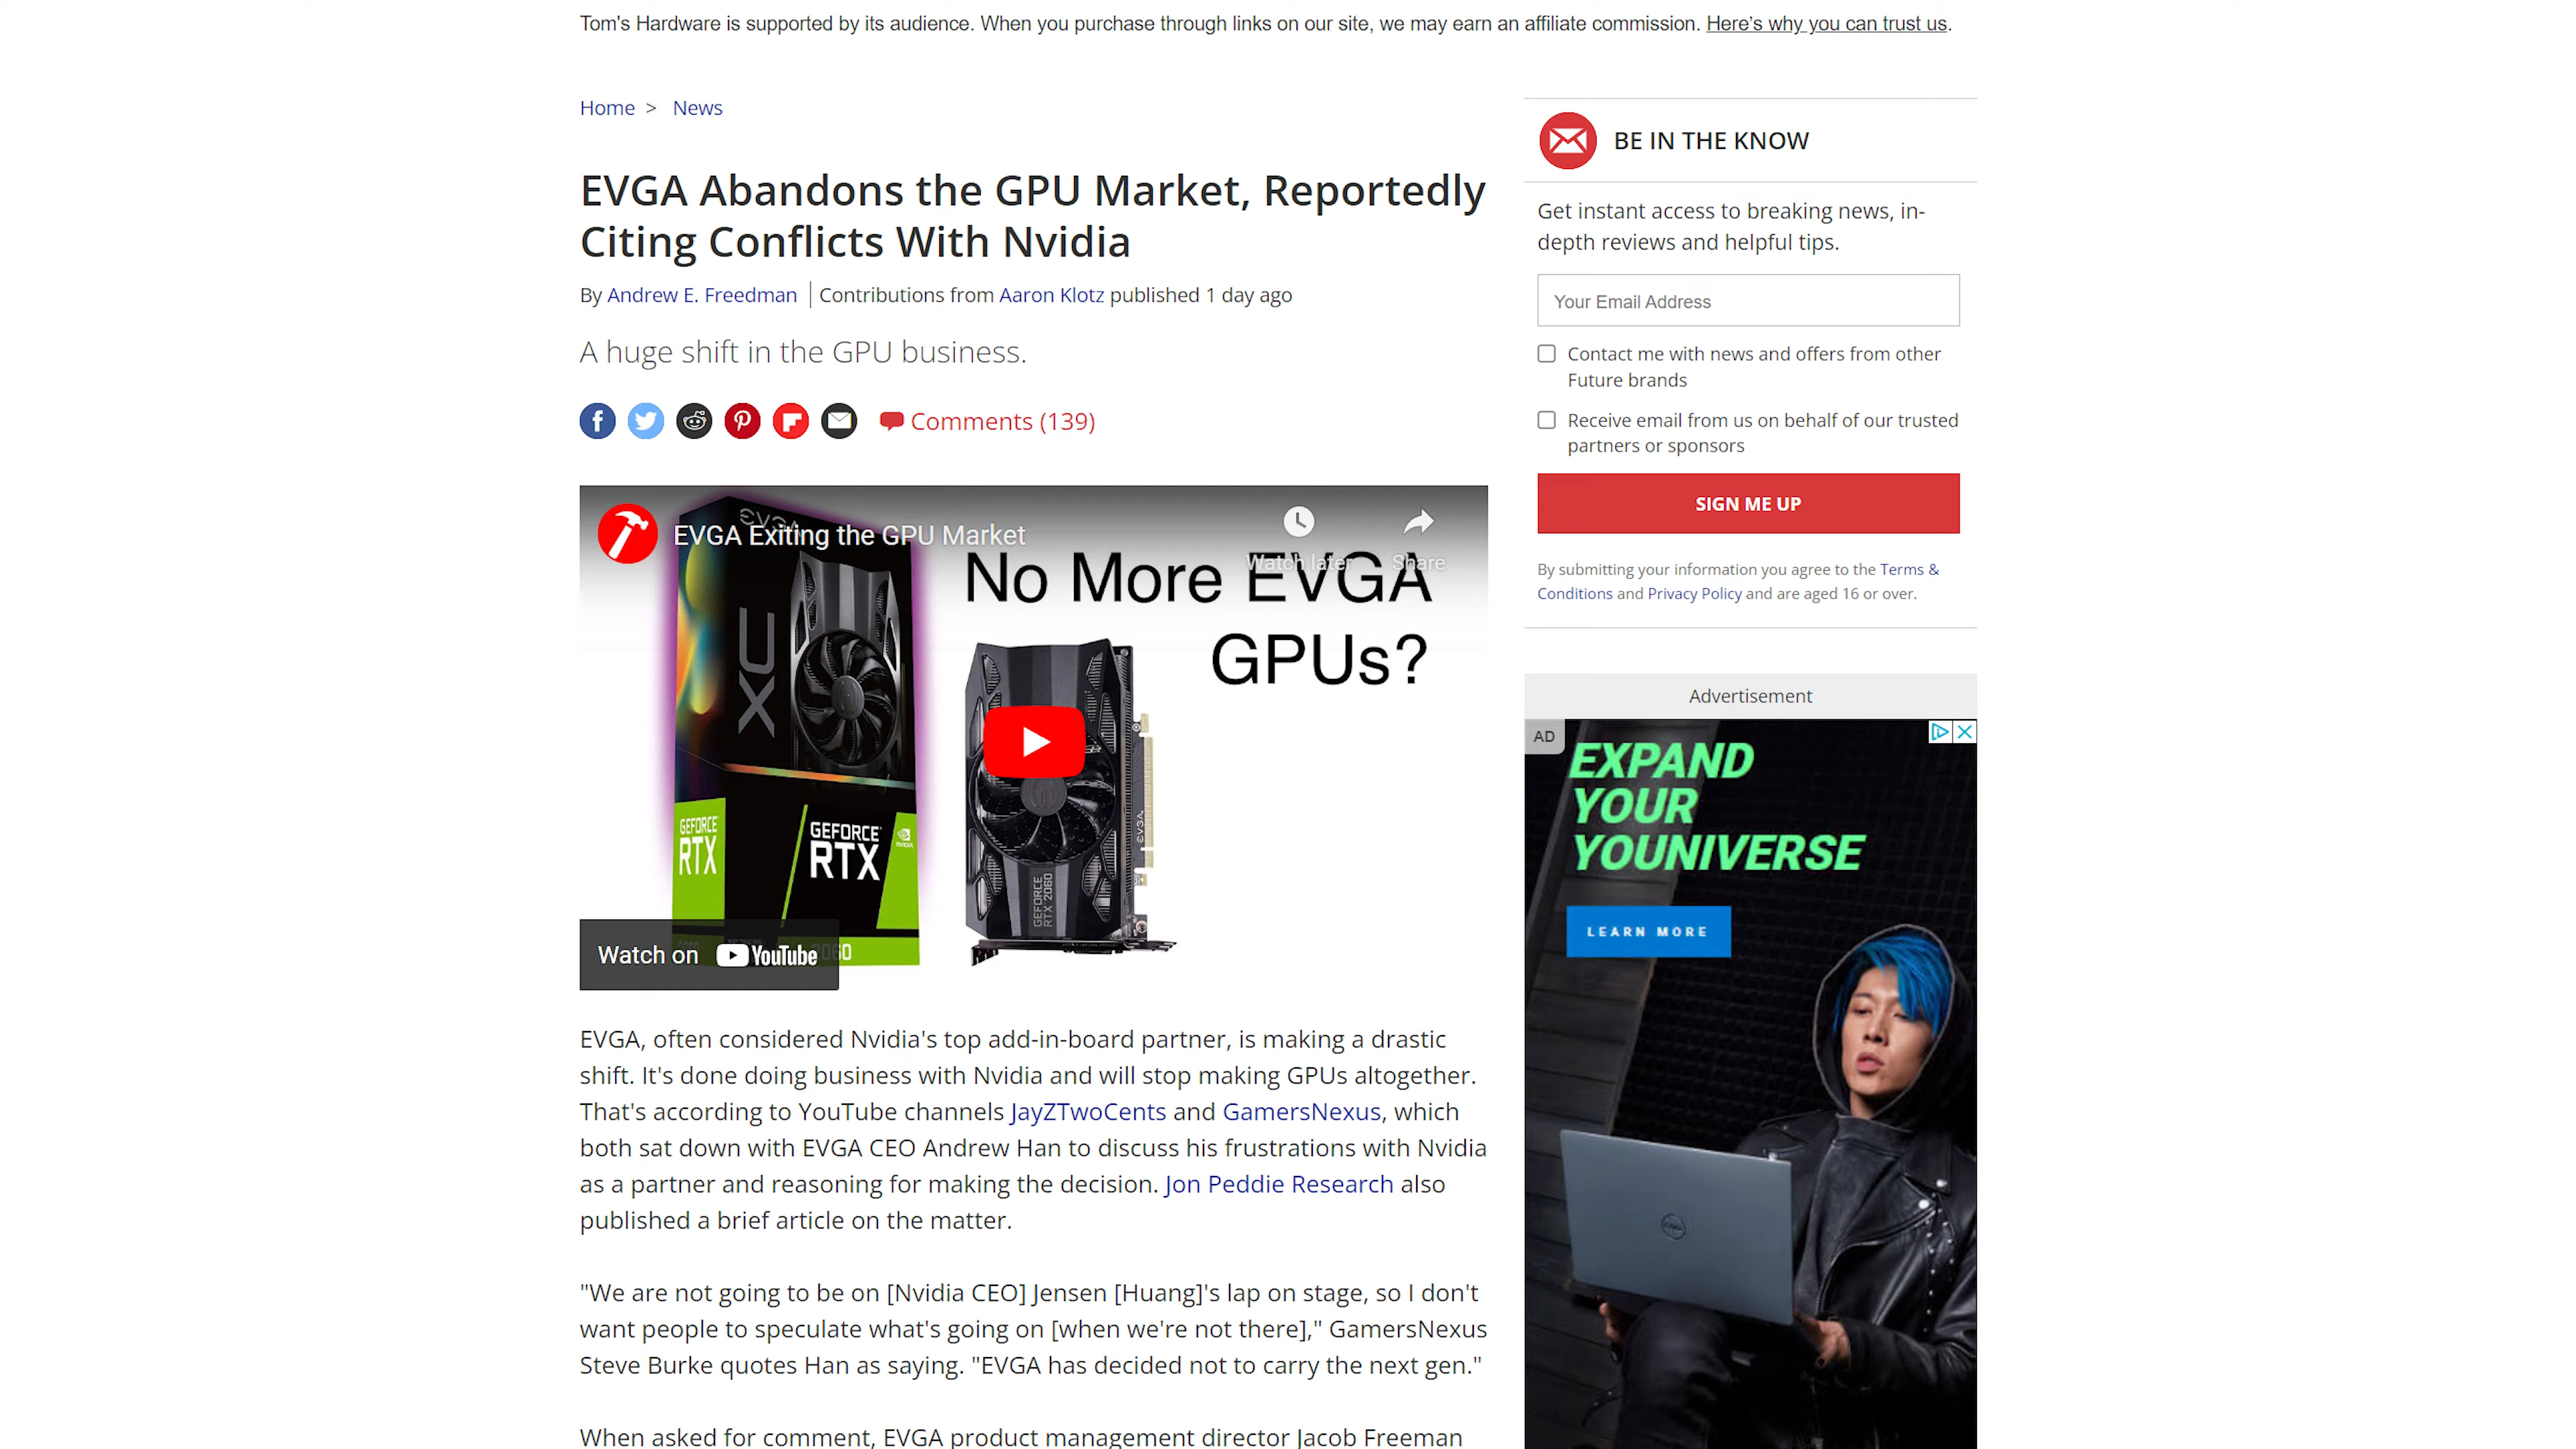 Tom's Hardware is supported by its audience. When you purchase through links on our site, we may earn an affiliate commission. Here's why you can trust us.
Home > News
EVGA Abandons the GPU Market, Reportedly
Citing Conflicts With Nvidia
By Andrew E. Freedman | Contributions from Aaron Klotz published 1 day ago
A huge shift in the GPU business.
Comments (139)
EVGA
EVGA Exiting the GPU Market
Watch later
Share
No More EVGA
GPUs?
XC
GEFORCE
RTX
GEFORCE
RTX
NVIDIA
EVGA
GEFORCE
RTX 2060
Watch on YouTube
EVGA, often considered Nvidia's top add-in-board partner, is making a drastic
shift. It's done doing business with Nvidia and will stop making GPUs altogether.
That's according to YouTube channels JayZTwoCents and GamersNexus, which
both sat down with EVGA CEO Andrew Han to discuss his frustrations with Nvidia
as a partner and reasoning for making the decision. Jon Peddie Research also
published a brief article on the matter.
"We are not going to be on [Nvidia CEO] Jensen [Huang]'s lap on stage, so I don't
want people to speculate what's going on [when we're not there]," GamersNexus
Steve Burke quotes Han as saying. "EVGA has decided not to carry the next gen."
When asked for comment, EVGA product management director Jacob Freeman
BE IN THE KNOW
Get instant access to breaking news, in-
depth reviews and helpful tips.
Your Email Address
Contact me with news and offers from other
Future brands
Receive email from us on behalf of our trusted
partners or sponsors
SIGN ME UP
By submitting your information you agree to the Terms &
Conditions and Privacy Policy and are aged 16 or over.
Advertisement
AD
EXPAND
YOUR
YOUNIVERSE
LEARN MORE
DELL